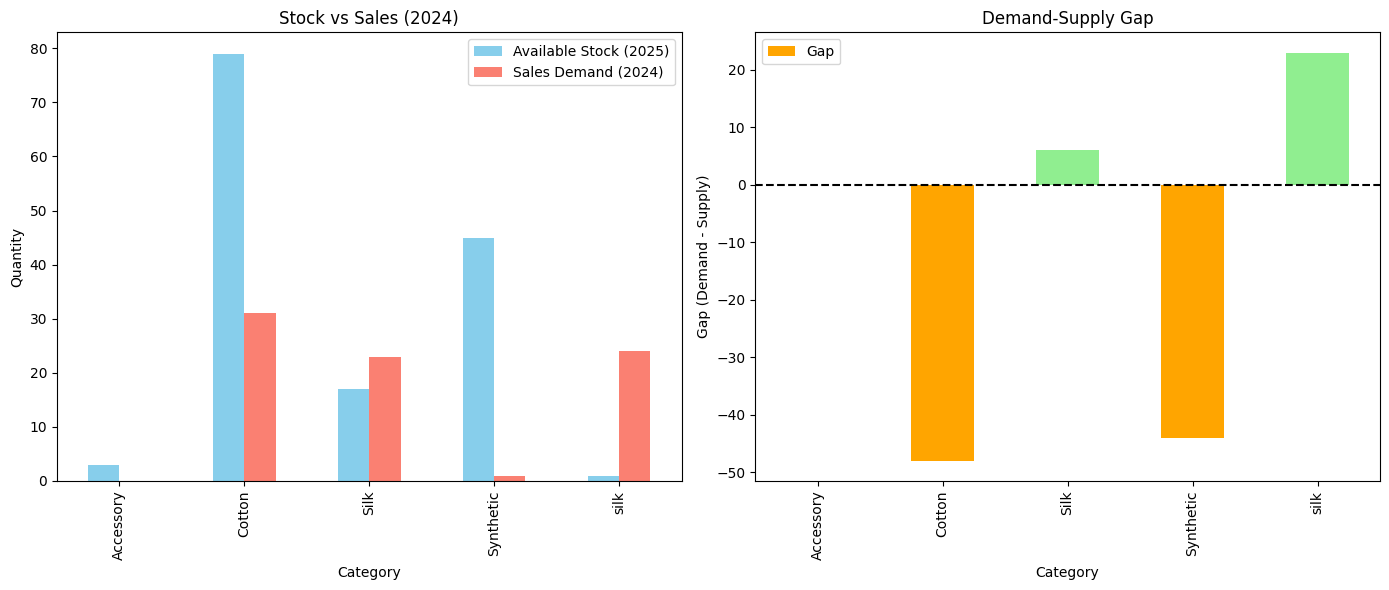 Stock vs Sales (2024)
Available Stock (2025)
Sales Demand (2024)
Quantity
80
70
60
50
40
30
20
10
0
Accessory
Cotton
Silk
Synthetic
silk
Category
Demand-Supply Gap
Gap
Gap (Demand - Supply)
20
10
0
−10
−20
−30
−40
−50
Accessory
Cotton
Silk
Synthetic
silk
Category